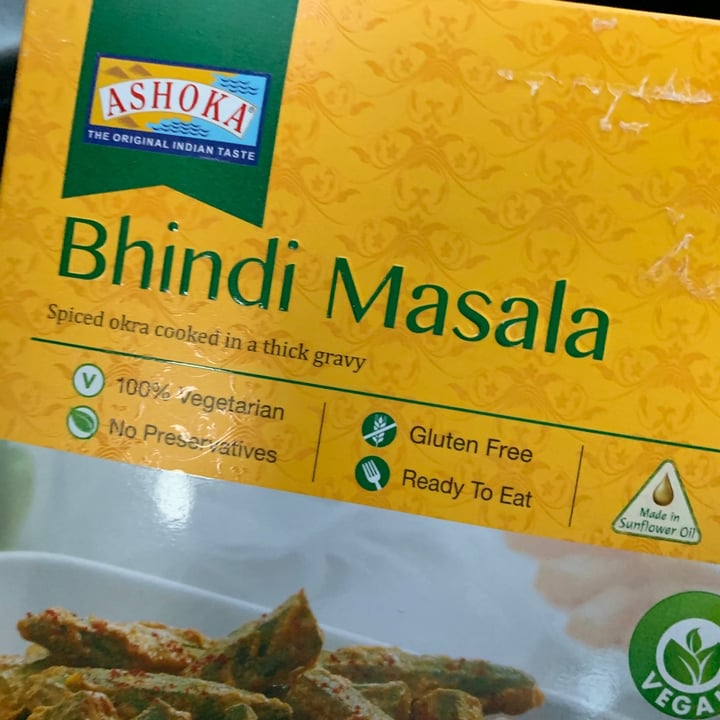 ASHOKA
THE ORIGINAL INDIAN TASTE
Bhindi Masala
Spiced okra cooked in a thick gravy
V 100% Vegetarian
No Preservatives
Gluten Free
Ready To Eat
Made in
Sunflower Oil